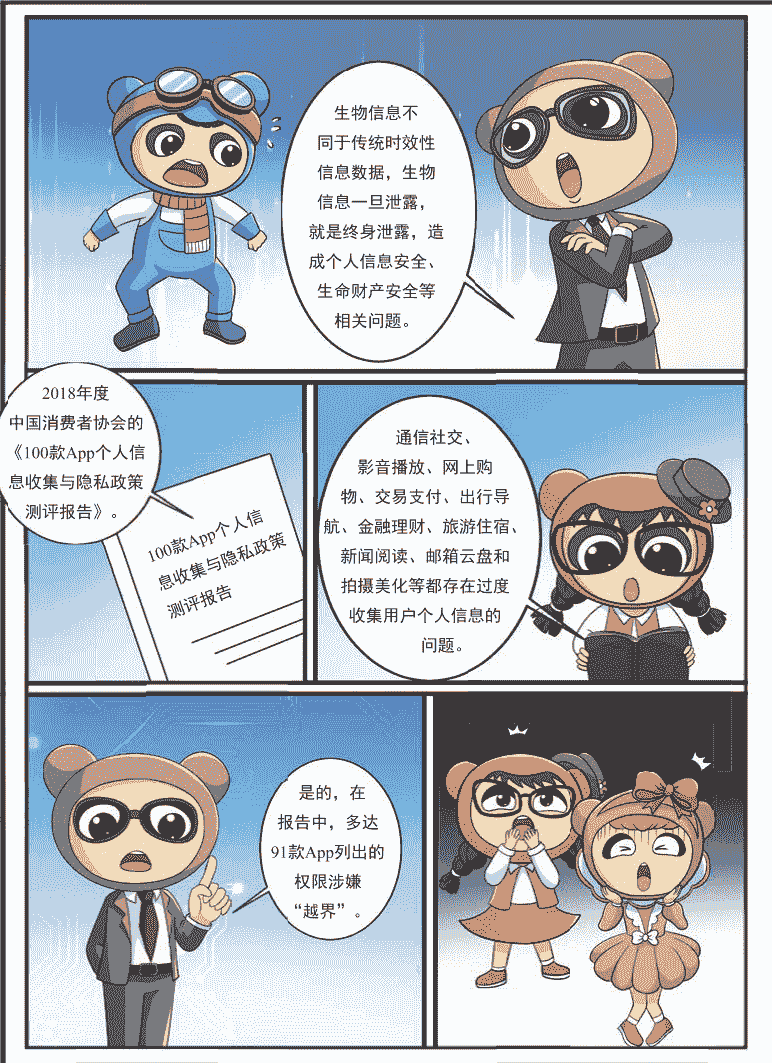 生物信息不
同于传统时效性
信息数据，生物
信息一旦泄露，
就是终身泄露，造
成个人信息安全、
生命财产安全等
相关问题。
2018年度
中国消费者协会的
《100款App个人信
息收集与隐私政策
测评报告》。
100款App个人信
息收集与隐私政策
测评报告
通信社交、
影音播放、网上购
物、交易支付、出行导
航、金融理财、旅游住宿、
新闻阅读、邮箱云盘和
拍摄美化等都存在过度
收集用户个人信息的
问题。
是的，在
报告中，多达
91款App列出的
权限涉嫌
“越界”。